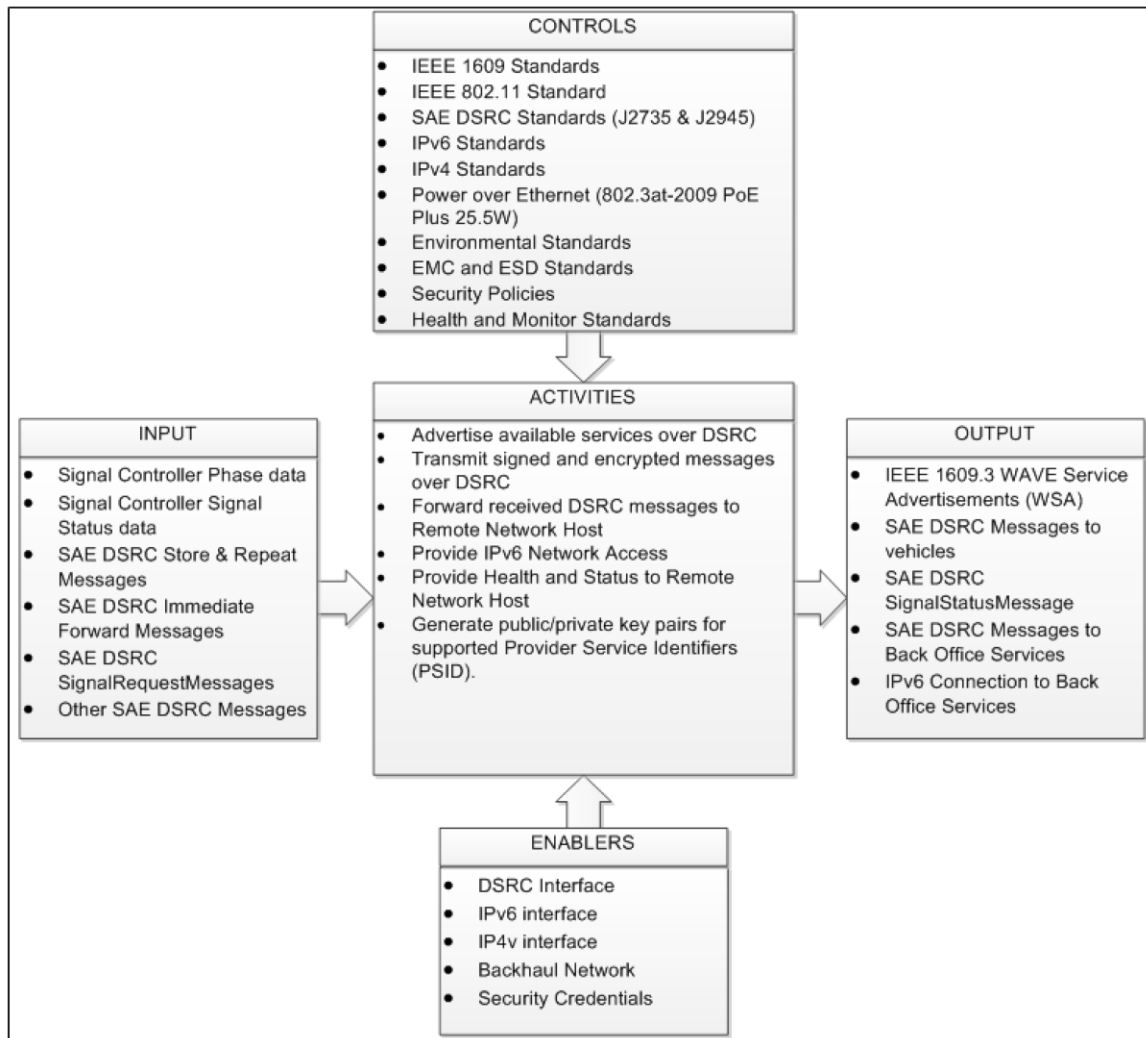 CONTROLS
● IEEE 1609 Standards
● IEEE 802.11 Standard
● SAE DSRC Standards (J2735 & J2945)
● IPv6 Standards
● IPv4 Standards
● Power over Ethernet (802.3at-2009 PoE
Plus 25.5W)
● Environmental Standards
● EMC and ESD Standards
● Security Policies
● Health and Monitor Standards
INPUT
● Signal Controller Phase data
● Signal Controller Signal
Status data
● SAE DSRC Store & Repeat
Messages
● SAE DSRC Immediate
Forward Messages
● SAE DSRC
SignalRequestMessages
● Other SAE DSRC Messages
ACTIVITIES
● Advertise available services over DSRC
● Transmit signed and encrypted messages
over DSRC
● Forward received DSRC messages to
Remote Network Host
● Provide IPv6 Network Access
● Provide Health and Status to Remote
Network Host
● Generate public/private key pairs for
supported Provider Service Identifiers
(PSID).
OUTPUT
● IEEE 1609.3 WAVE Service
Advertisements (WSA)
● SAE DSRC Messages to
vehicles
● SAE DSRC
SignalStatusMessage
● SAE DSRC Messages to
Back Office Services
● IPv6 Connection to Back
Office Services
ENABLERS
● DSRC Interface
● IPv6 interface
● IP4v interface
● Backhaul Network
● Security Credentials